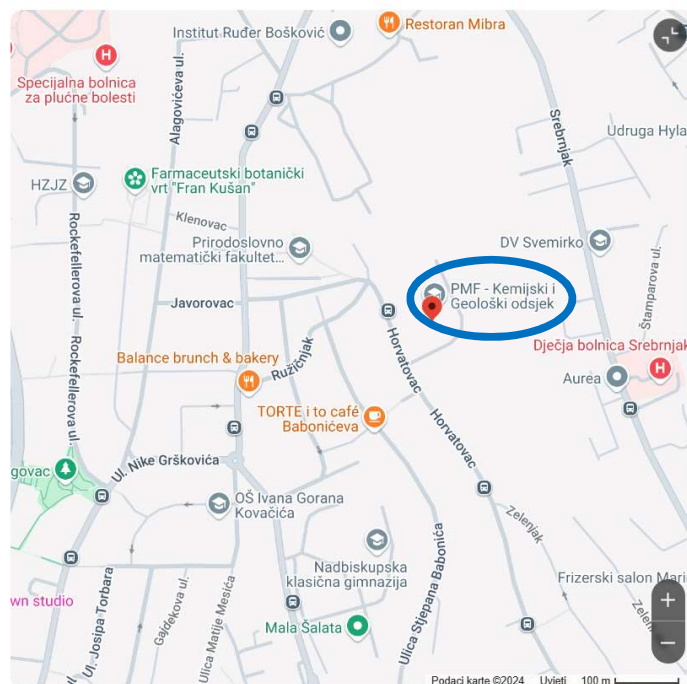 Institut Ruđer Bošković
Restoran Mibra
H
Specijalna bolnica
za plućne bolesti
Alagovićeva ul.
Srebrnjak
Udruga Hyla
Farmaceutski botanički
vrt "Fran Kušan"
HZJZ
Klenovac
Prirodoslovno
matematički fakultet...
DV Svemirko
Rockefellerova ul.
Rockefellerova ul.
PMF - Kemijski i
Geološki odsjek
Štamparova ul.
Javorovac
Horvatovac
Dječja bolnica Srebrnjak
H
Balance brunch & bakery
Ružičnjak
Aurea
TORTE i to café
Babonićeva
Horvatovac
govac
Ul. Nike Grškovića
OŠ Ivana Gorana
Kovačića
Zelenjak
Nadbiskupska
klasična gimnazija
Ulica Stjepana Babonića
Frizerski salon Mari
wn studio
Ul. Josipa Torbara
Gajdekova ul.
Ulica Matije Mesića
Mala Šalata
+
−
Podaci karte ©2024 Uvjeti 100 m